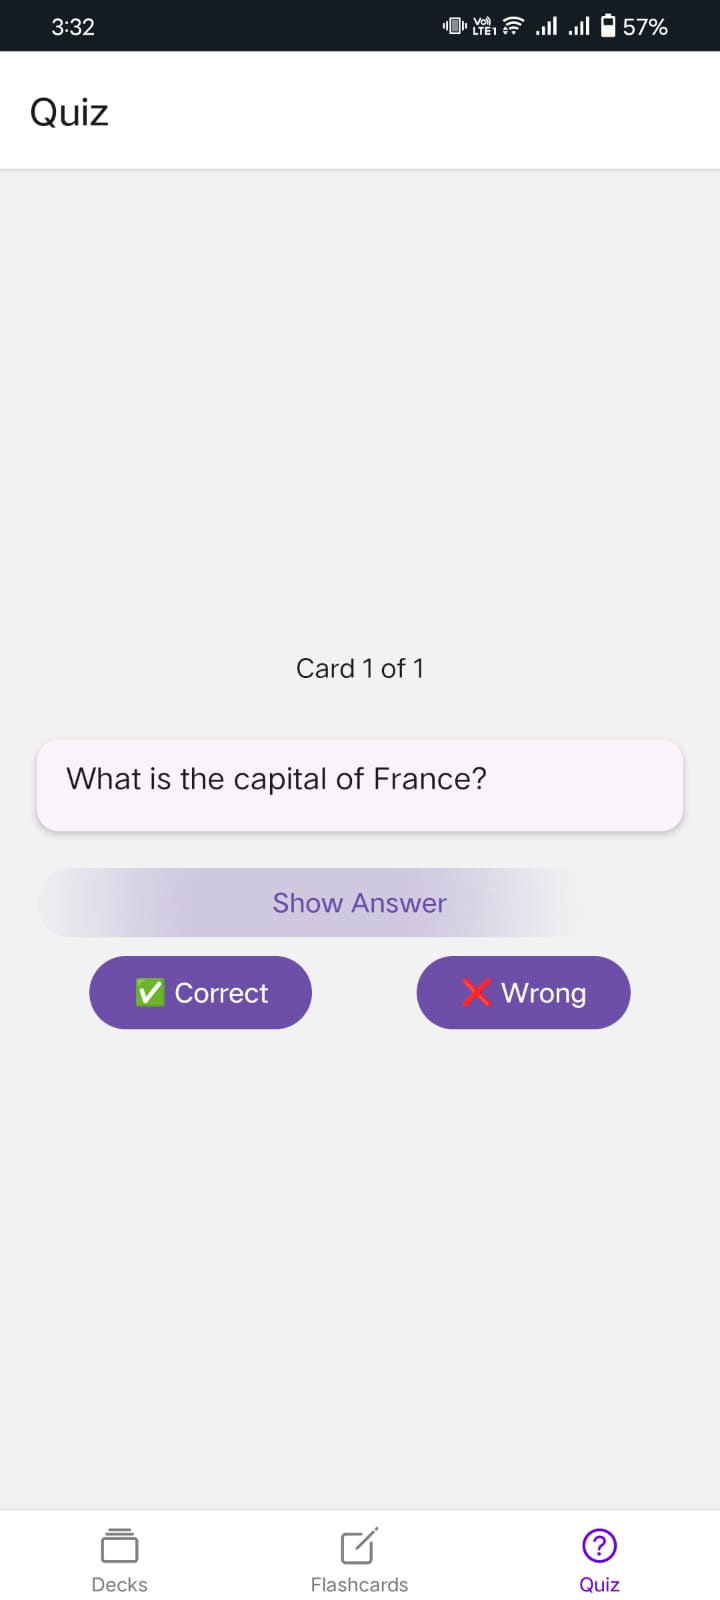 3:32
Vo) LTE1 57%
Quiz
Card 1 of 1
What is the capital of France?
Show Answer
✅ Correct
❌ Wrong
Decks
Flashcards
Quiz